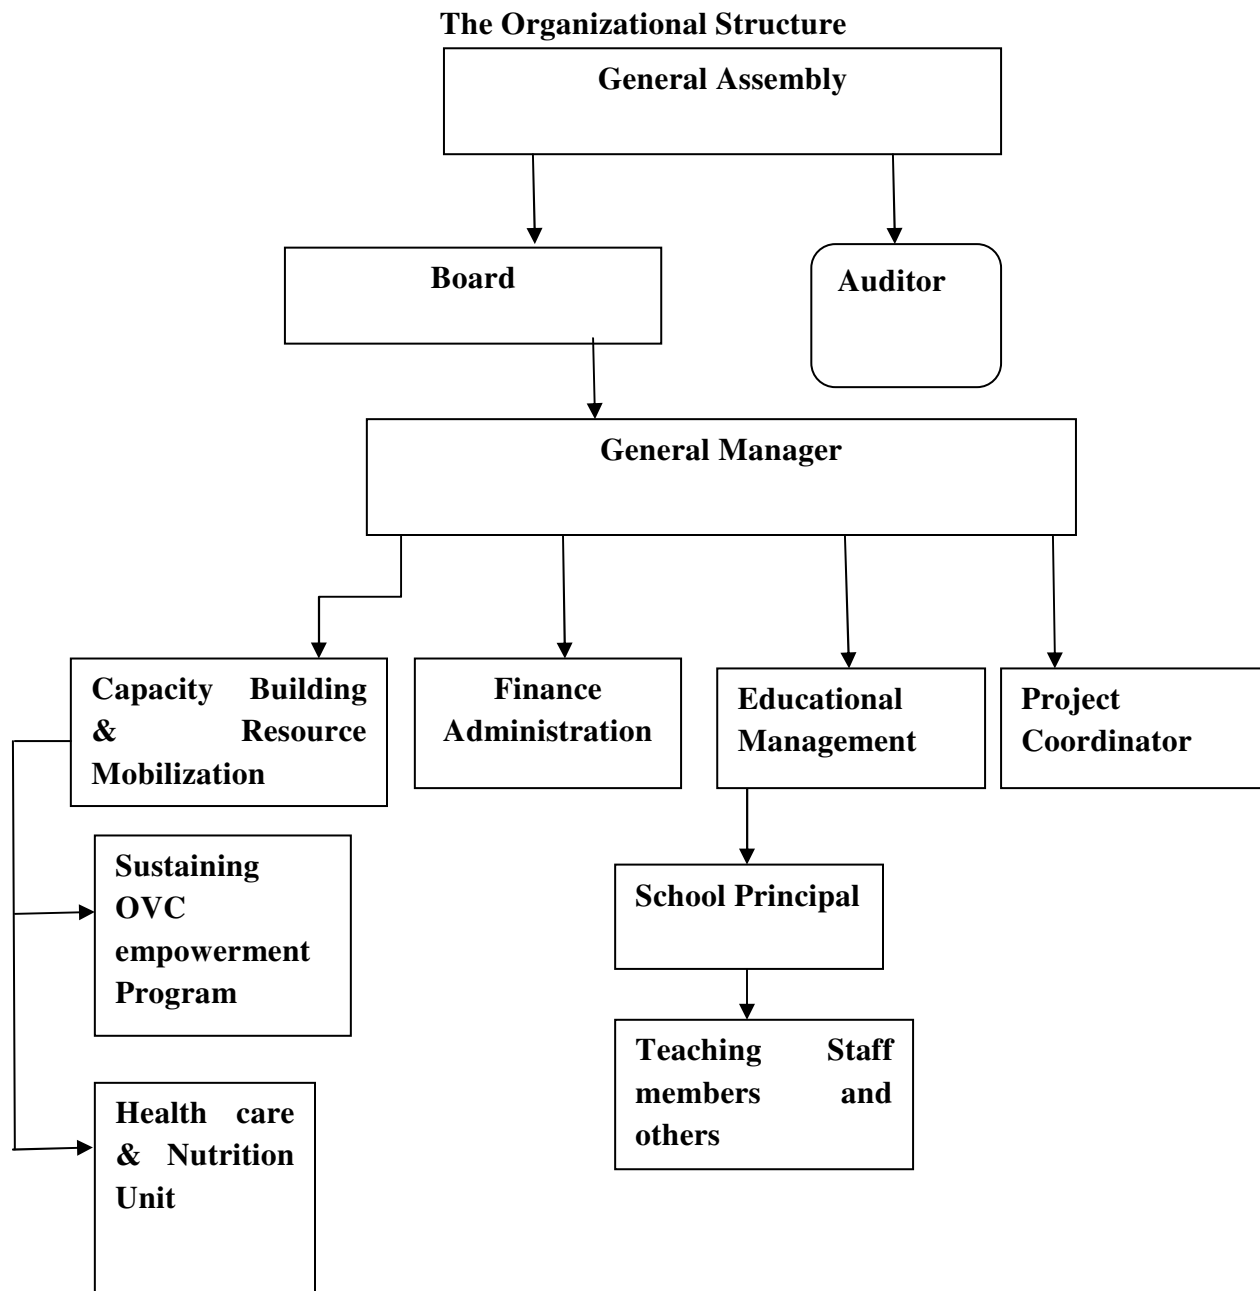 The Organizational Structure
General Assembly
Board
Auditor
General Manager
Capacity Building
& Resource
Mobilization
Finance
Administration
Educational
Management
Project
Coordinator
Sustaining
OVC
empowerment
Program
School Principal
Teaching Staff
members and
others
Health care
& Nutrition
Unit